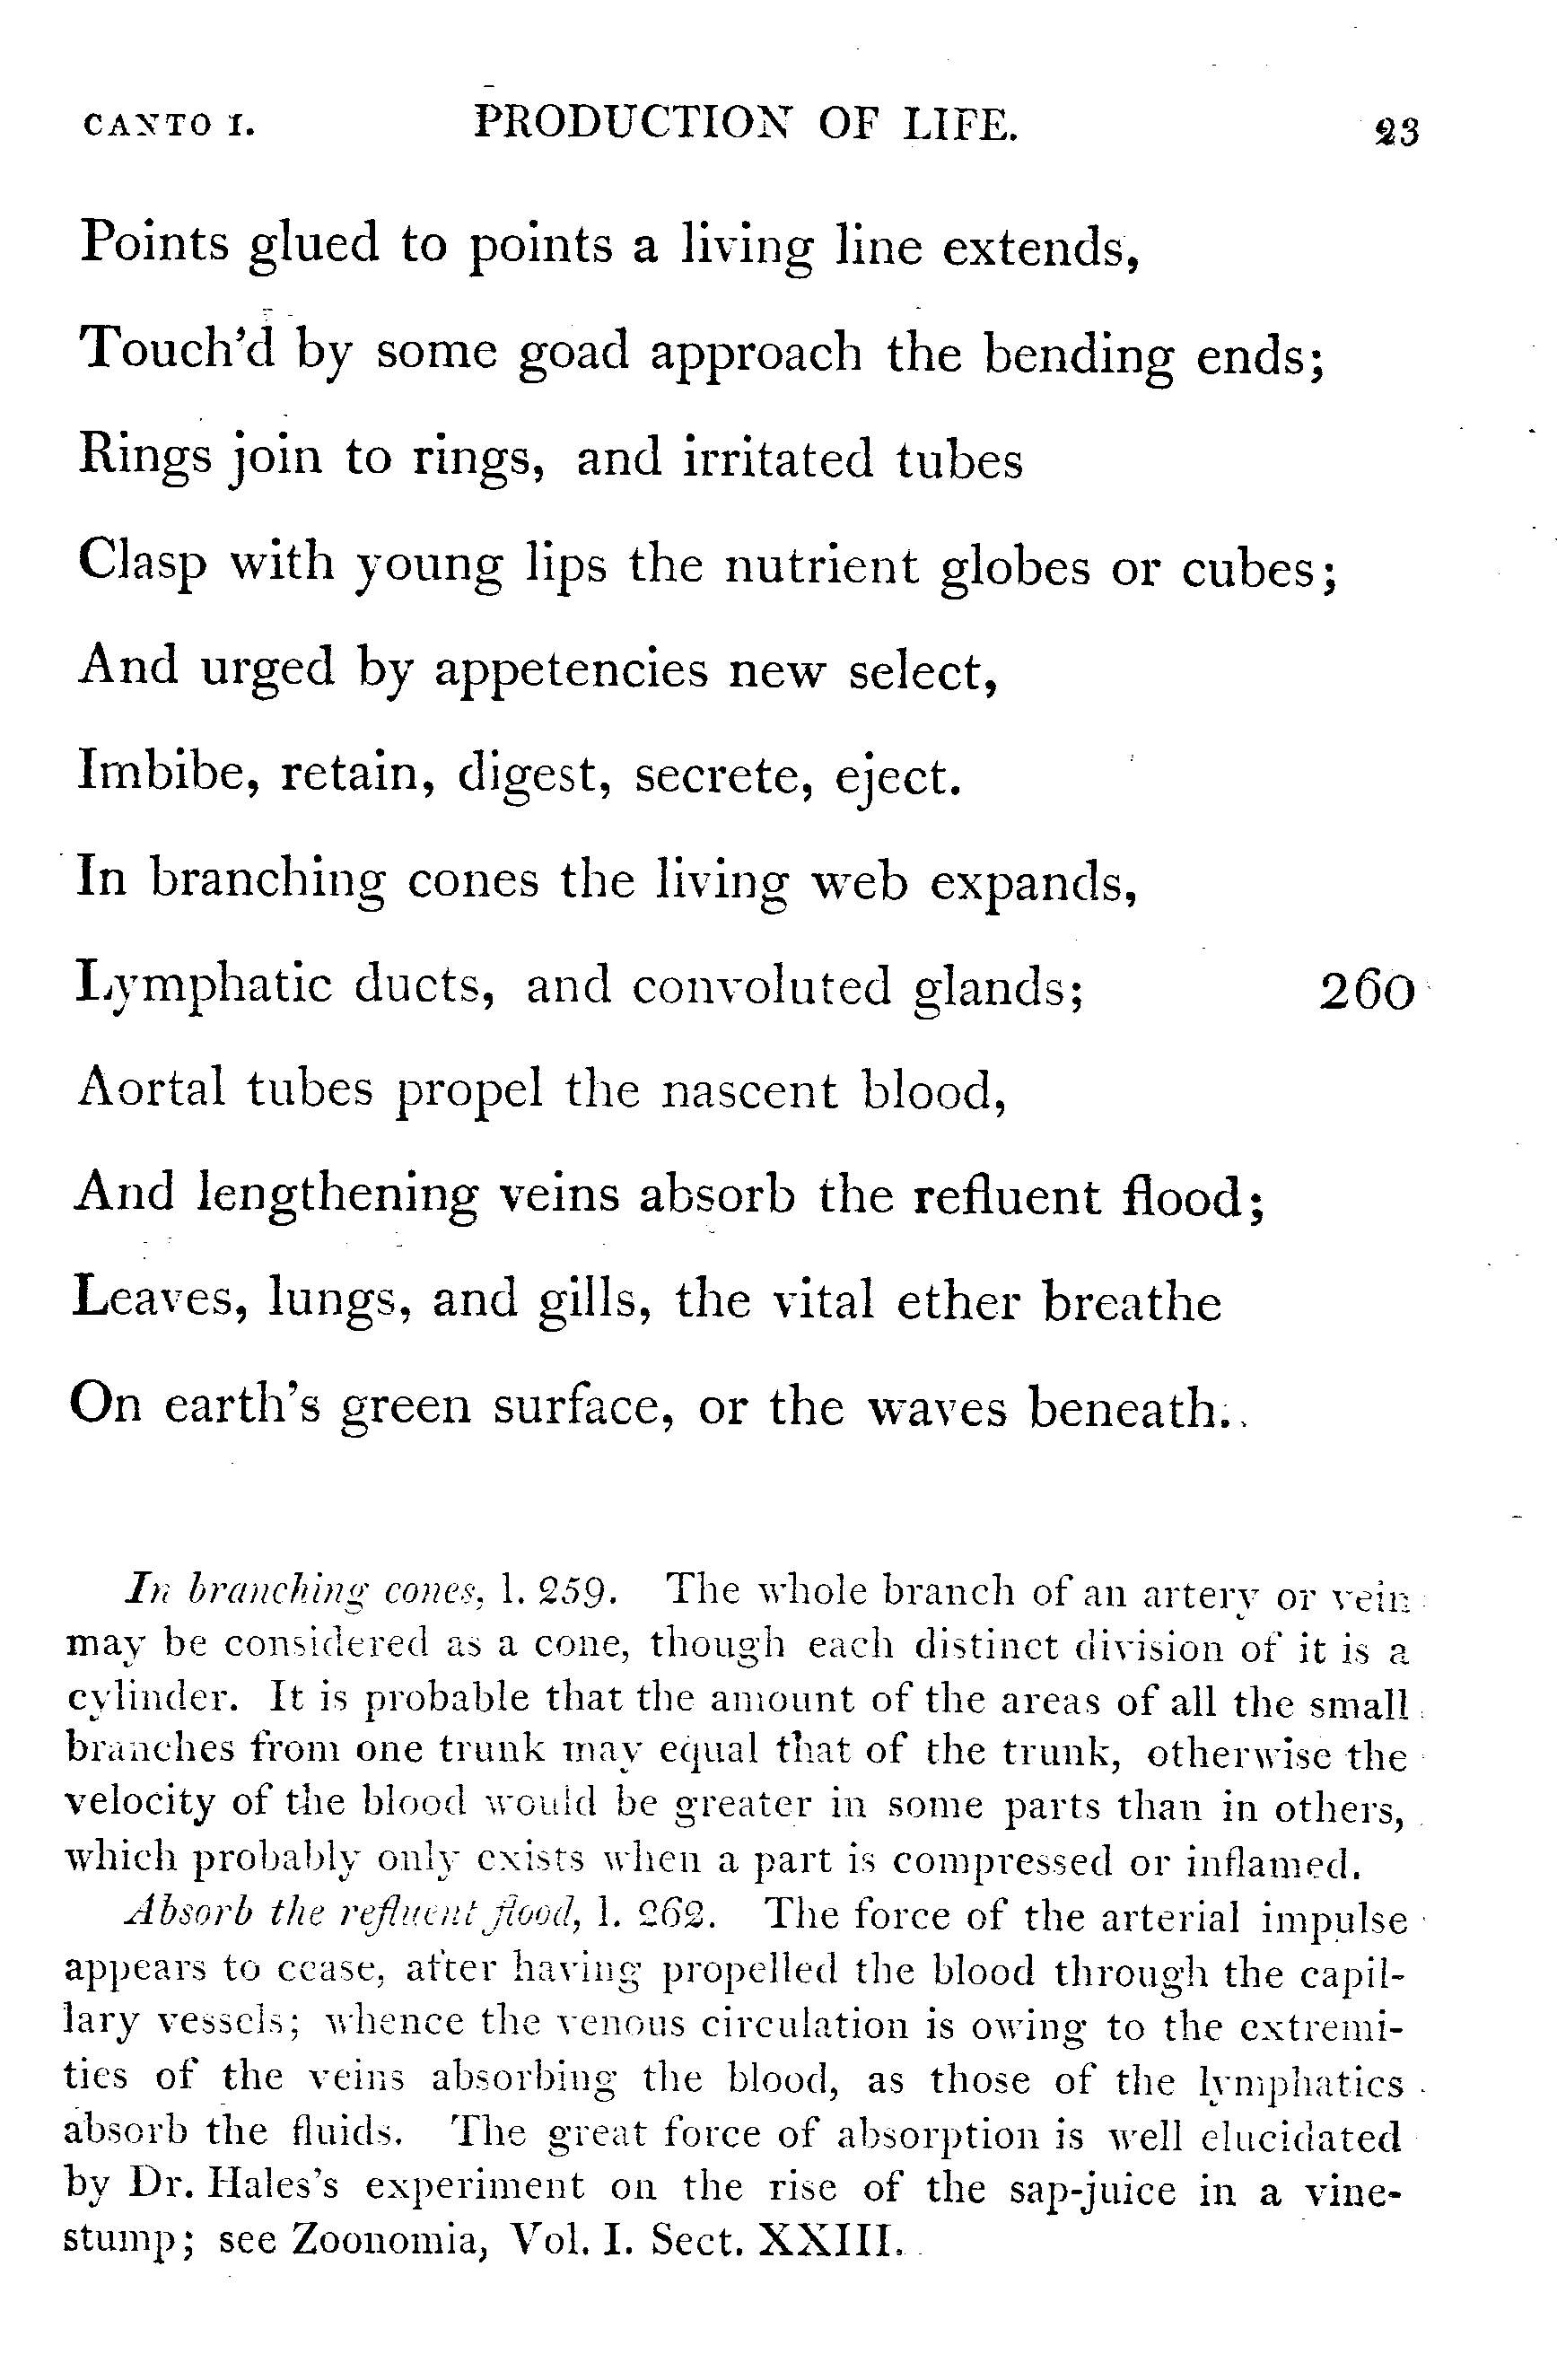 CANTO I. PRODUCTION OF LIFE. 23
Points glued to points a living line extends,
Touch'd by some goad approach the bending ends;
Rings join to rings, and irritated tubes
Clasp with young lips the nutrient globes or cubes;
And urged by appetencies new select,
Imbibe, retain, digest, secrete, eject.
In branching cones the living web expands,
Lymphatic ducts, and convoluted glands; 260
Aortal tubes propel the nascent blood,
And lengthening veins absorb the refluent flood;
Leaves, lungs, and gills, the vital ether breathe
On earth's green surface, or the waves beneath.
In branching cones, l. 259. The whole branch of an artery or vein
may be considered as a cone, though each distinct division of it is a
cylinder. It is probable that the amount of the areas of all the small
branches from one trunk may equal that of the trunk, otherwise the
velocity of the blood would be greater in some parts than in others,
which probably only exists when a part is compressed or inflamed.
Absorb the refluent flood, l. 262. The force of the arterial impulse
appears to cease, after having propelled the blood through the capil-
lary vessels; whence the venous circulation is owing to the extremi-
ties of the veins absorbing the blood, as those of the lymphatics
absorb the fluids. The great force of absorption is well elucidated
by Dr. Hales's experiment on the rise of the sap-juice in a vine-
stump; see Zoonomia, Vol. I. Sect. XXIII.